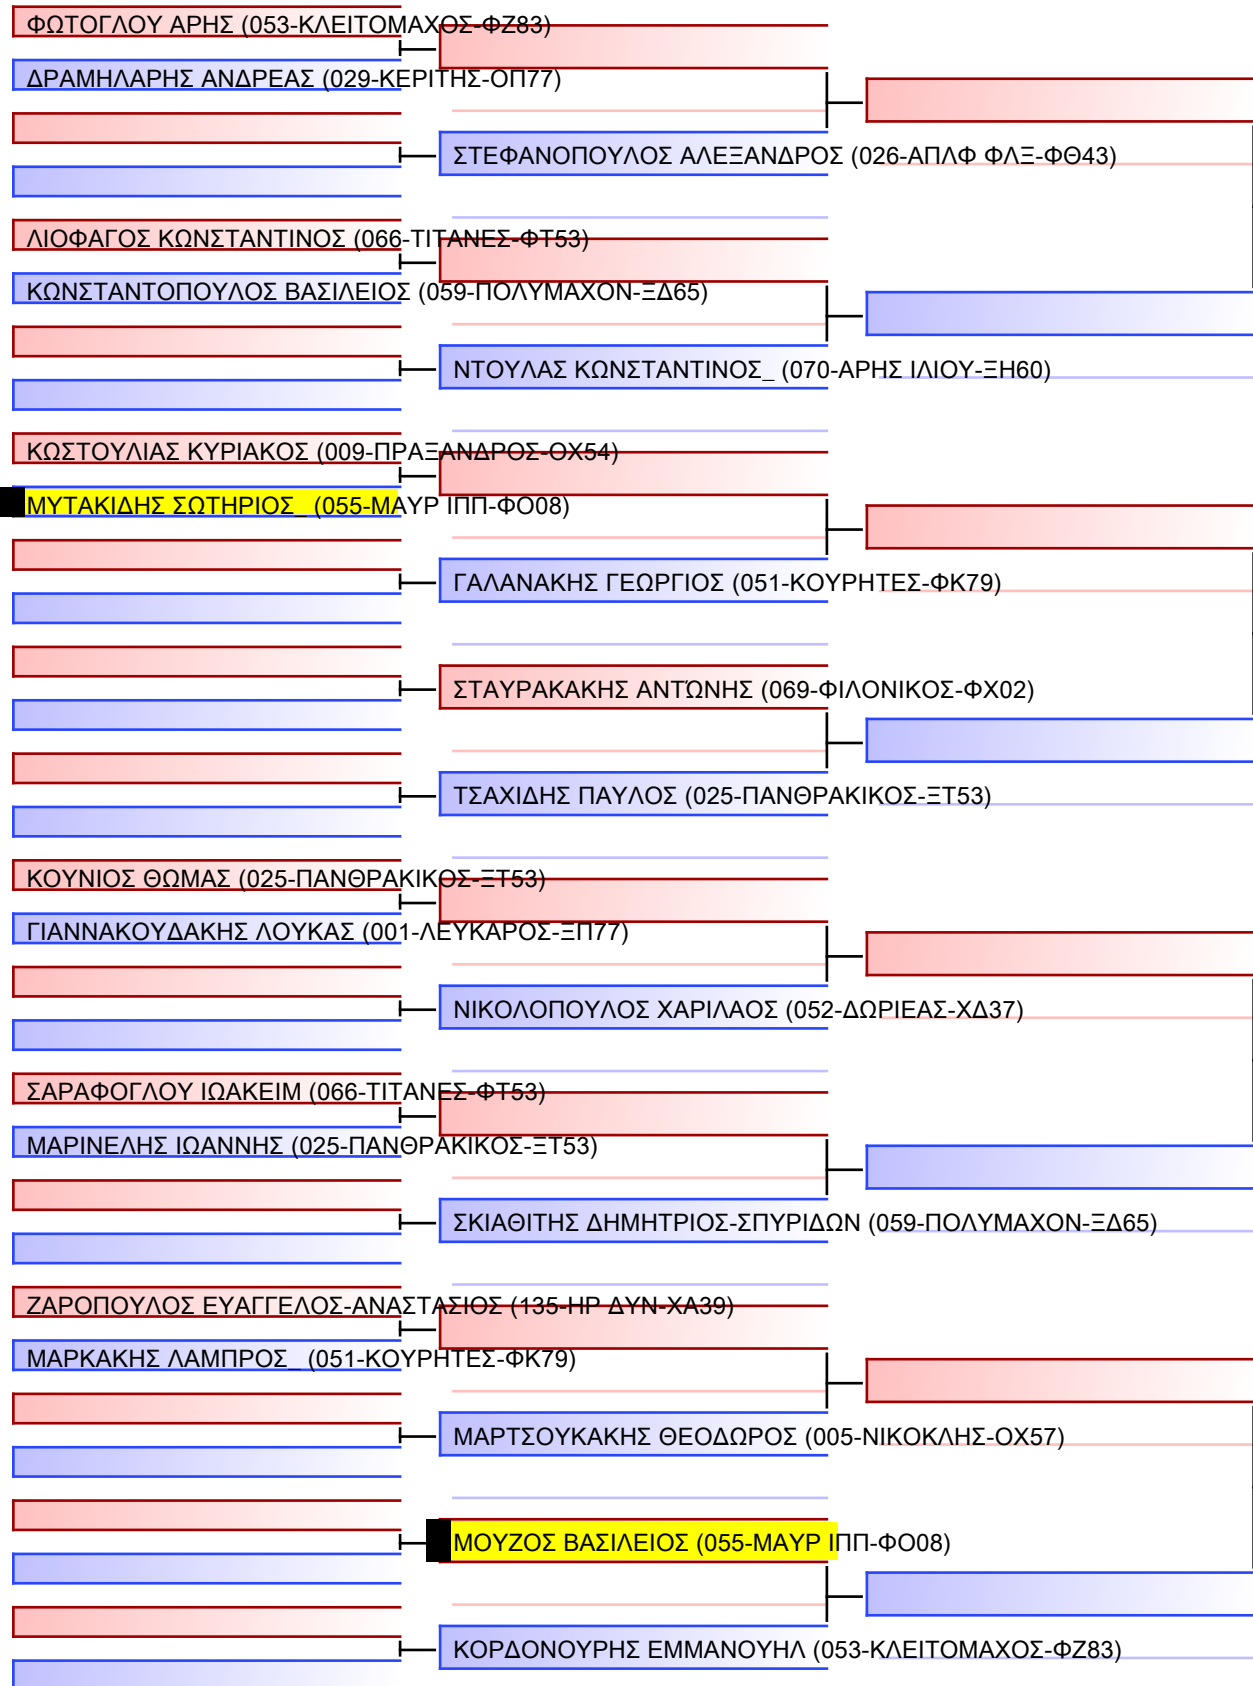 ΦΩΤΟΓΛΟΥ ΑΡΗΣ (053-ΚΛΕΙΤΟΜΑΧΟΣ-ΦΖ83)
ΔΡΑΜΗΛΑΡΗΣ ΑΝΔΡΕΑΣ (029-ΚΕΡΙΤΗΣ-ΟΠ77)
ΣΤΕΦΑΝΟΠΟΥΛΟΣ ΑΛΕΞΑΝΔΡΟΣ (026-ΑΠΛΦ ΦΛΞ-ΦΘ43)
ΛΙΟΦΑΓΟΣ ΚΩΝΣΤΑΝΤΙΝΟΣ (066-ΤΙΤΑΝΕΣ-ΦΤ53)
ΚΩΝΣΤΑΝΤΟΠΟΥΛΟΣ ΒΑΣΙΛΕΙΟΣ (059-ΠΟΛΥΜΑΧΟΝ-ΞΔ65)
ΝΤΟΥΛΑΣ ΚΩΝΣΤΑΝΤΙΝΟΣ_ (070-ΑΡΗΣ ΙΛΙΟΥ-ΞΗ60)
ΚΩΣΤΟΥΛΙΑΣ ΚΥΡΙΑΚΟΣ (009-ΠΡΑΞΑΝΔΡΟΣ-ΟΧ54)
ΜΥΤΑΚΙΔΗΣ ΣΩΤΗΡΙΟΣ_ (055-ΜΑΥΡ ΙΠΠ-ΦΟ08)
ΓΑΛΑΝΑΚΗΣ ΓΕΩΡΓΙΟΣ (051-ΚΟΥΡΗΤΕΣ-ΦΚ79)
ΣΤΑΥΡΑΚΑΚΗΣ ΑΝΤΏΝΗΣ (069-ΦΙΛΟΝΙΚΟΣ-ΦΧ02)
ΤΣΑΧΙΔΗΣ ΠΑΥΛΟΣ (025-ΠΑΝΘΡΑΚΙΚΟΣ-ΞΤ53)
ΚΟΥΝΙΟΣ ΘΩΜΑΣ (025-ΠΑΝΘΡΑΚΙΚΟΣ-ΞΤ53)
ΓΙΑΝΝΑΚΟΥΔΑΚΗΣ ΛΟΥΚΑΣ (001-ΛΕΥΚΑΡΟΣ-ΞΠ77)
ΝΙΚΟΛΟΠΟΥΛΟΣ ΧΑΡΙΛΑΟΣ (052-ΔΩΡΙΕΑΣ-ΧΔ37)
ΣΑΡΑΦΟΓΛΟΥ ΙΩΑΚΕΙΜ (066-ΤΙΤΑΝΕΣ-ΦΤ53)
ΜΑΡΙΝΕΛΗΣ ΙΩΑΝΝΗΣ (025-ΠΑΝΘΡΑΚΙΚΟΣ-ΞΤ53)
ΣΚΙΑΘΙΤΗΣ ΔΗΜΗΤΡΙΟΣ-ΣΠΥΡΙΔΩΝ (059-ΠΟΛΥΜΑΧΟΝ-ΞΔ65)
ΖΑΡΟΠΟΥΛΟΣ ΕΥΑΓΓΕΛΟΣ-ΑΝΑΣΤΑΣΙΟΣ (135-ΗΡ ΔΥΝ-ΧΑ39)
ΜΑΡΚΑΚΗΣ ΛΑΜΠΡΟΣ_ (051-ΚΟΥΡΗΤΕΣ-ΦΚ79)
ΜΑΡΤΣΟΥΚΑΚΗΣ ΘΕΟΔΩΡΟΣ (005-ΝΙΚΟΚΛΗΣ-ΟΧ57)
ΜΟΥΖΟΣ ΒΑΣΙΛΕΙΟΣ (055-ΜΑΥΡ ΙΠΠ-ΦΟ08)
ΚΟΡΔΟΝΟΥΡΗΣ ΕΜΜΑΝΟΥΗΛ (053-ΚΛΕΙΤΟΜΑΧΟΣ-ΦΖ83)